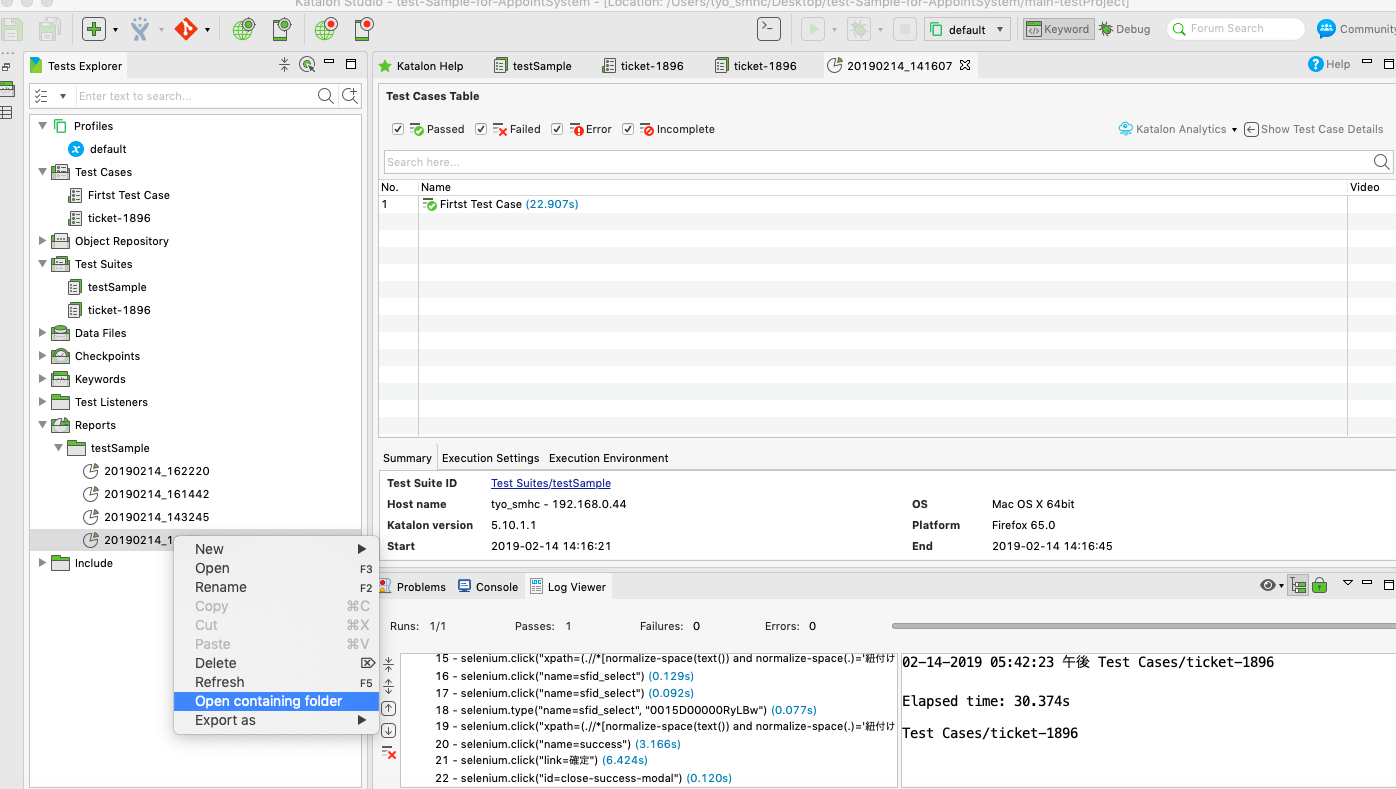 Katalon Studio - test-Sample-for-AppointSystem - [Location: /Users/tyo_smhc/Desktop/test-Sample-for-AppointSystem/main-testProject]
default
Keyword
Debug
Forum Search
Community
Tests Explorer
Katalon Help
testSample
ticket-1896
ticket-1896
20190214_141607
Help
Enter text to search...
Profiles
default
Test Cases
Firtst Test Case
ticket-1896
Object Repository
Test Suites
testSample
ticket-1896
Data Files
Checkpoints
Keywords
Test Listeners
Reports
testSample
20190214_162220
20190214_161442
20190214_143245
20190214_1
Include
New
Open F3
Rename F2
Copy ⌘C
Cut ⌘X
Paste ⌘V
Delete ⌦
Refresh F5
Open containing folder
Export as
Test Cases Table
Passed Failed Error Incomplete
Katalon Analytics Show Test Case Details
Search here...
No. Name Video
1 Firtst Test Case (22.907s)
Summary Execution Settings Execution Environment
Test Suite ID Test Suites/testSample
Host name tyo_smhc - 192.168.0.44 OS Mac OS X 64bit
Katalon version 5.10.1.1 Platform Firefox 65.0
Start 2019-02-14 14:16:21 End 2019-02-14 14:16:45
Problems Console LOG Log Viewer
Runs: 1/1 Passes: 1 Failures: 0 Errors: 0
15 - selenium.click("xpath=(.//*[normalize-space(text()) and normalize-space(.)='紐付け
16 - selenium.click("name=sfid_select") (0.129s)
17 - selenium.click("name=sfid_select") (0.092s)
18 - selenium.type("name=sfid_select", "0015D00000RyLBw") (0.077s)
19 - selenium.click("xpath=(.//*[normalize-space(text()) and normalize-space(.)='紐付け
20 - selenium.click("name=success") (3.166s)
21 - selenium.click("link=確定") (6.424s)
22 - selenium.click("id=close-success-modal") (0.120s)
02-14-2019 05:42:23 午後 Test Cases/ticket-1896
Elapsed time: 30.374s
Test Cases/ticket-1896